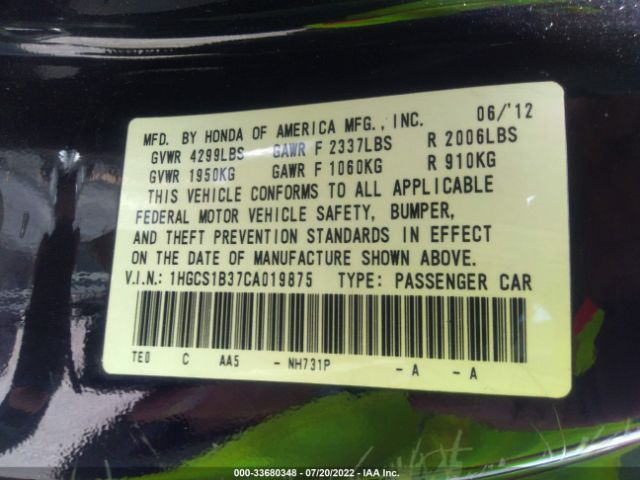 MFD. BY HONDA OF AMERICA MFG., INC. 06/'12
GVWR 4299LBS GAWR F 2337LBS R 2006LBS
GVWR 1950KG GAWR F 1060KG R 910KG
THIS VEHICLE CONFORMS TO ALL APPLICABLE
FEDERAL MOTOR VEHICLE SAFETY, BUMPER,
AND THEFT PREVENTION STANDARDS IN EFFECT
ON THE DATE OF MANUFACTURE SHOWN ABOVE.
V.I.N.: 1HGCS1B37CA019875 TYPE: PASSENGER CAR
TE0 C AA5 - NH731P - A - A
000-33680348 - 07/20/2022 - IAA Inc.